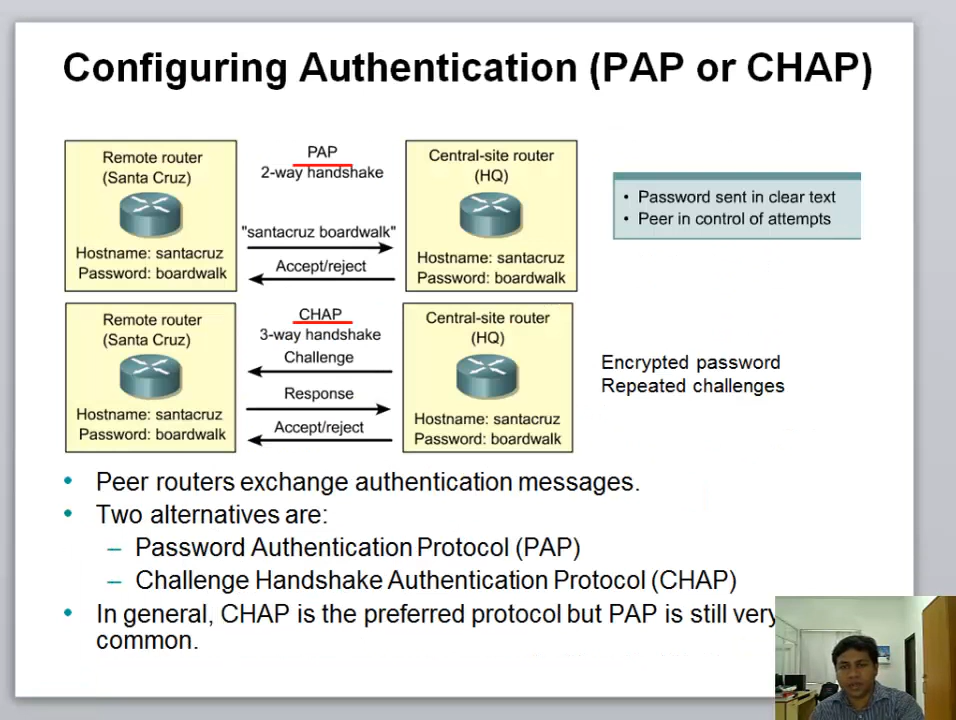 Configuring Authentication (PAP or CHAP)
Remote router
(Santa Cruz)
Hostname: santacruz
Password: boardwalk
PAP
2-way handshake
"santacruz boardwalk"
Accept/reject
Central-site router
(HQ)
Hostname: santacruz
Password: boardwalk
• Password sent in clear text
• Peer in control of attempts
Remote router
(Santa Cruz)
Hostname: santacruz
Password: boardwalk
CHAP
3-way handshake
Challenge
Response
Accept/reject
Central-site router
(HQ)
Hostname: santacruz
Password: boardwalk
Encrypted password
Repeated challenges
• Peer routers exchange authentication messages.
• Two alternatives are:
– Password Authentication Protocol (PAP)
– Challenge Handshake Authentication Protocol (CHAP)
• In general, CHAP is the preferred protocol but PAP is still very
common.